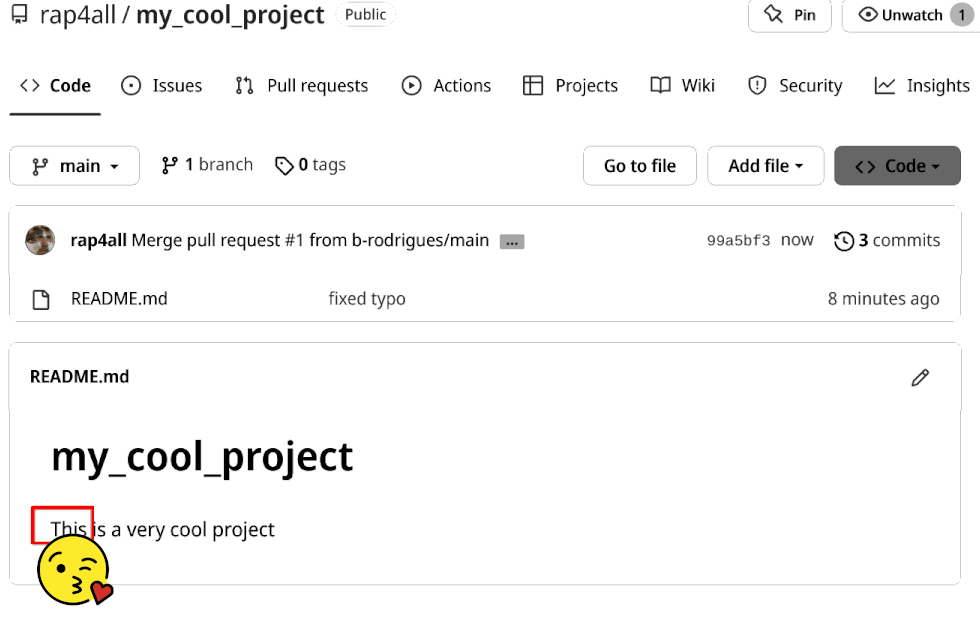 rap4all / my_cool_project Public Pin Unwatch 1
Code Issues Pull requests Actions Projects Wiki Security Insights
main 1 branch 0 tags Go to file Add file Code
rap4all Merge pull request #1 from b-rodrigues/main ... 99a5bf3 now 3 commits
README.md fixed typo 8 minutes ago
README.md
my_cool_project
This is a very cool project